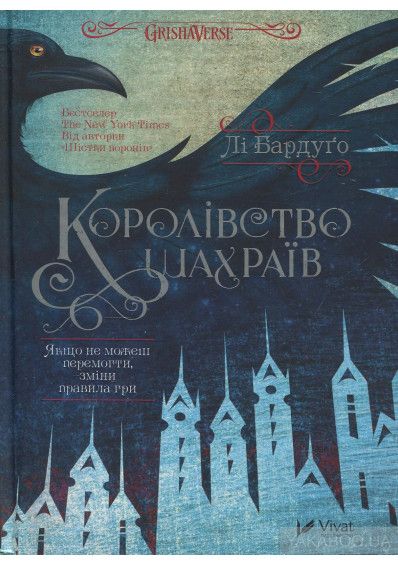 GRISHAVERSE
Бестселер
The New York Times
Від авторки
«Шістки воронів»
Лі Бардуґо
КОРОЛІВСТВО
ШАХРАЇВ
Якщо не можеш
перемогти,
зміни
правила гри
Vivat
YAKABOO.UA